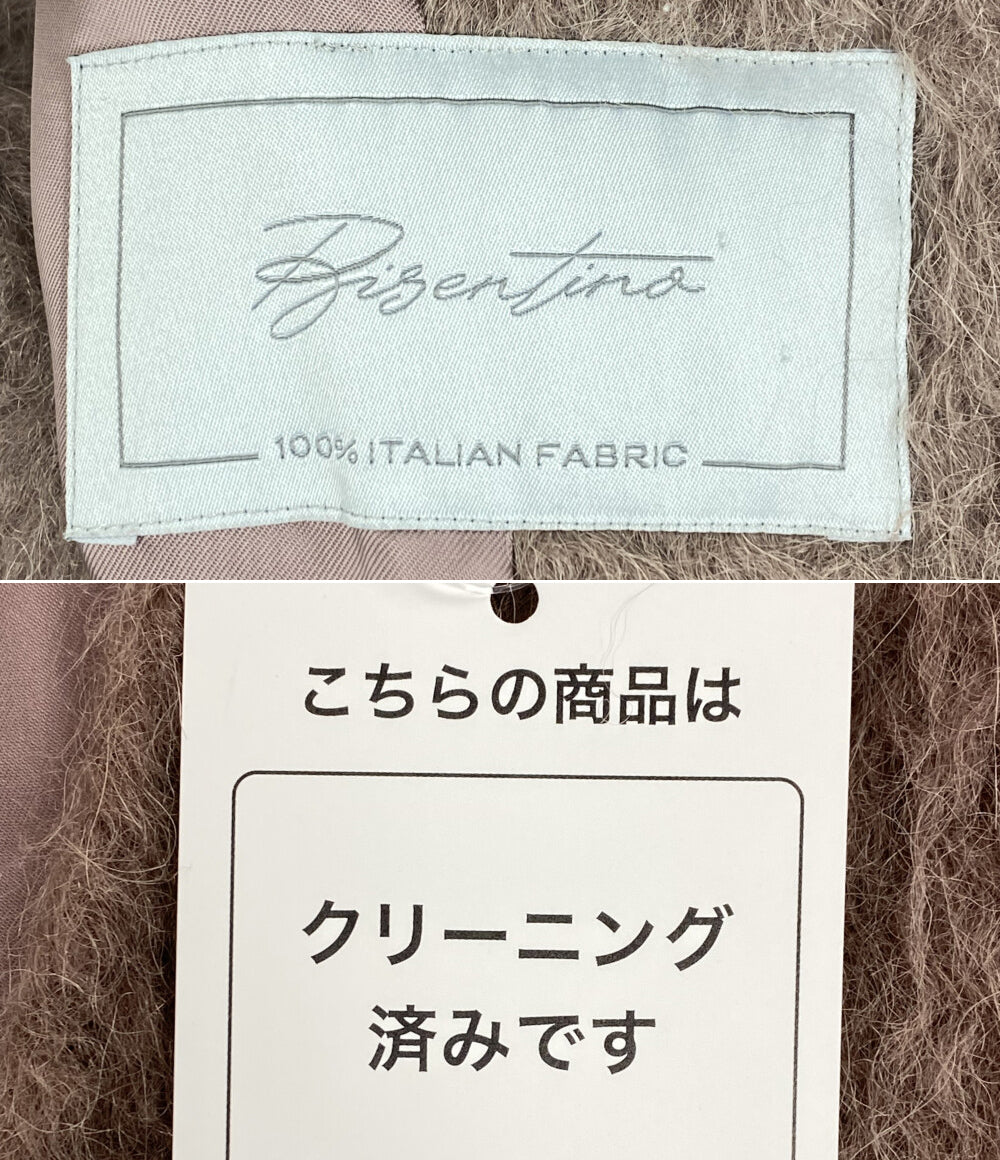 Bisentino
100% ITALIAN FABRIC
こちらの商品は
クリーニング
済みです